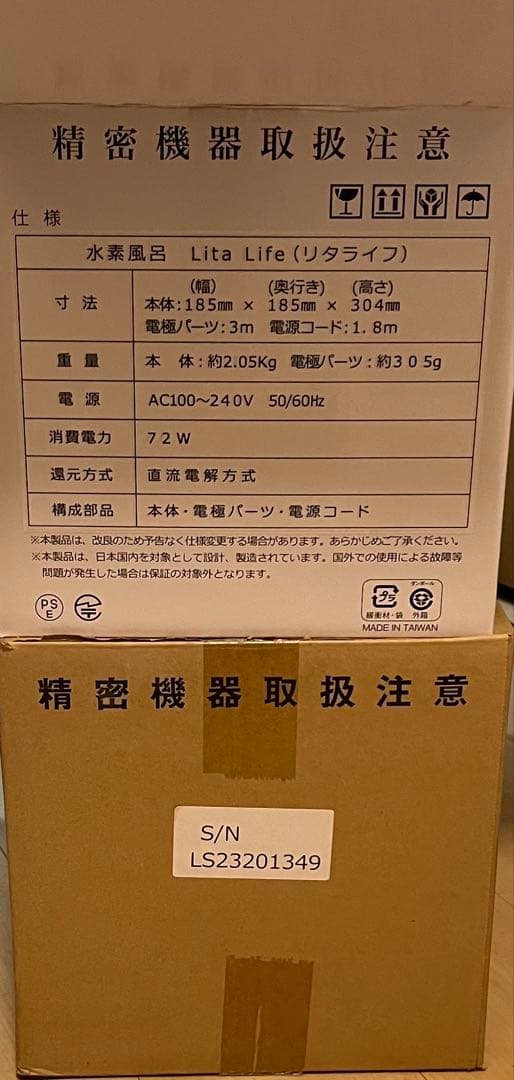 精密機器取扱注意
仕様
水素風呂 Lita Life（リタライフ）
寸法
(幅) (奥行き) (高さ)
本体:185㎜ × 185㎜ × 304㎜
電極パーツ:3m 電源コード:1.8m
重量 本 体:約2.05Kg 電極パーツ:約305g
電源 AC100～240V 50/60Hz
消費電力 72W
還元方式 直流電解方式
構成部品 本体・電極パーツ・電源コード
※本製品は、改良のため予告なく仕様変更する場合があります。あらかじめご了承ください。
※本製品は、日本国内を対象として設計、製造されています。国外での使用による故障等
問題が発生した場合は保証の対象外となります。
PS
E
プラ
ダンボール
緩衝材・袋 外箱
MADE IN TAIWAN
精密機器取扱注意
S/N
LS23201349